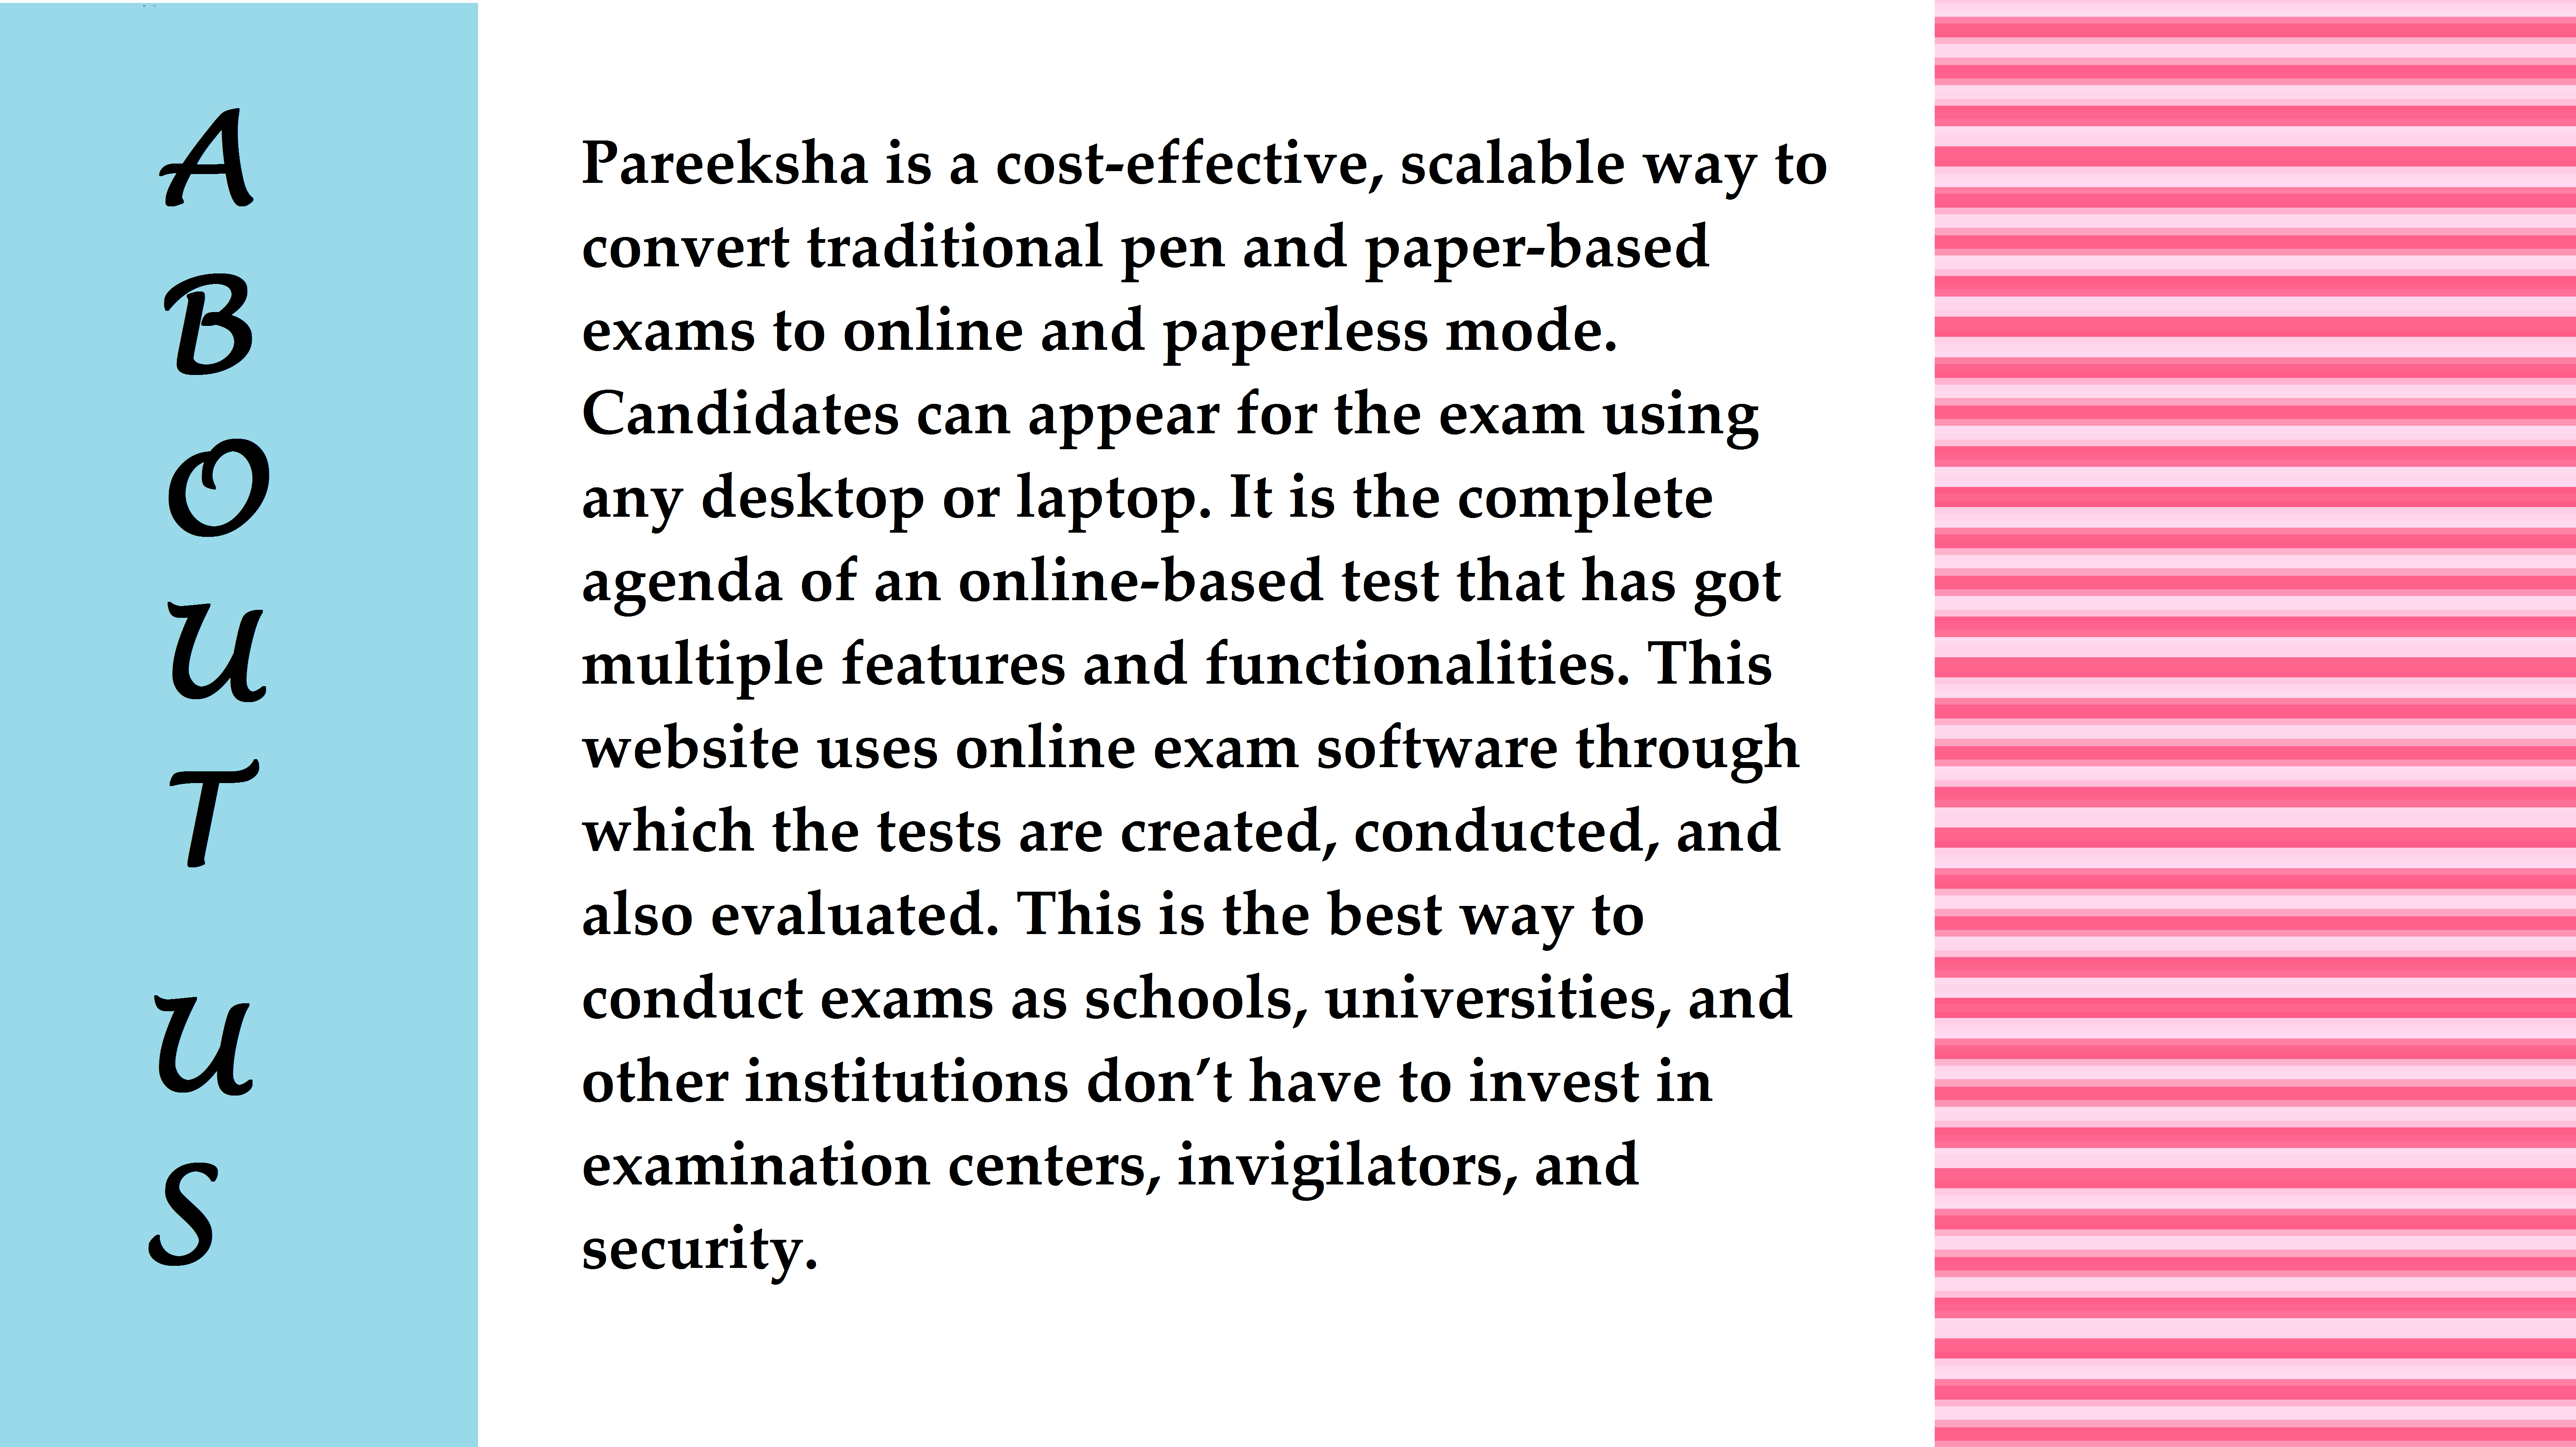 A
B
O
U
T
U
S
Pareeksha is a cost-effective, scalable way to
convert traditional pen and paper-based
exams to online and paperless mode.
Candidates can appear for the exam using
any desktop or laptop. It is the complete
agenda of an online-based test that has got
multiple features and functionalities. This
website uses online exam software through
which the tests are created, conducted, and
also evaluated. This is the best way to
conduct exams as schools, universities, and
other institutions don’t have to invest in
examination centers, invigilators, and
security.